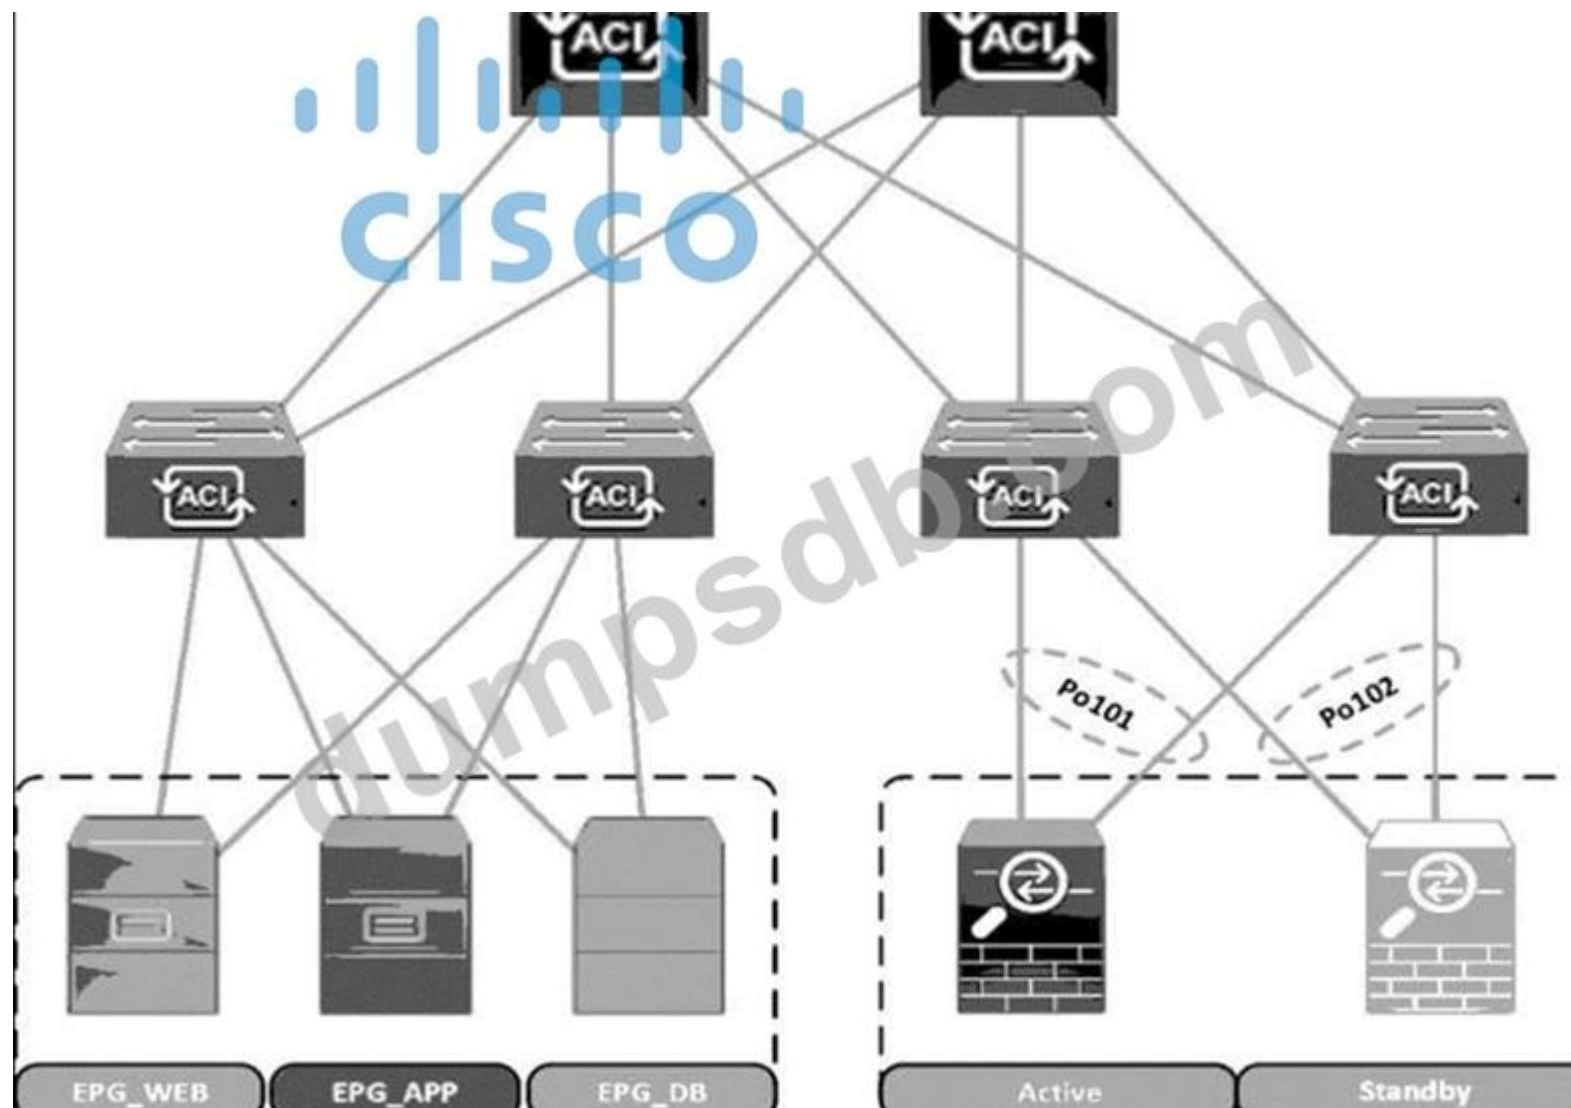 ACI
ACI
CISCO
ACI
ACI
ACI
ACI
dumpsdb.com
Po101
Po102
EPG_WEB
EPG_APP
EPG_DB
Active
Standby